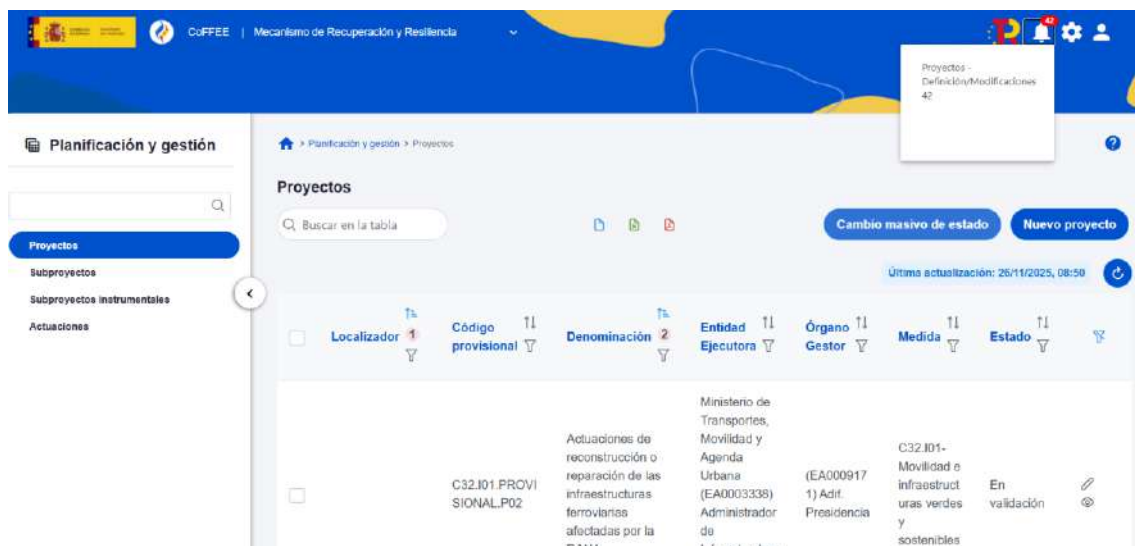 CoFFEE | Mecanismo de Recuperación y Resiliencia
42
Proyectos -
Definición/Modificaciones
42
Planificación y gestión
> Planificación y gestión > Proyectos
Proyectos
Buscar en la tabla
Cambio masivo de estado
Nuevo proyecto
Proyectos
Subproyectos
Subproyectos instrumentales
Actuaciones
Última actualización: 26/11/2025, 08:50
Localizador 1
Código
provisional
Denominación 2
Entidad
Ejecutora
Órgano
Gestor
Medida
Estado
C32.I01.PROVI
SIONAL.P02
Actuaciones de
reconstrucción o
reparación de las
infraestructuras
ferroviarias
afectadas por la
Ministerio de
Transportes,
Movilidad y
Agenda
Urbana
(EA0003338)
Administrador
de
(EA000917
1) Adif.
Presidencia
C32.I01-
Movilidad e
infraestruct
uras verdes
y
sostenibles
En
validación